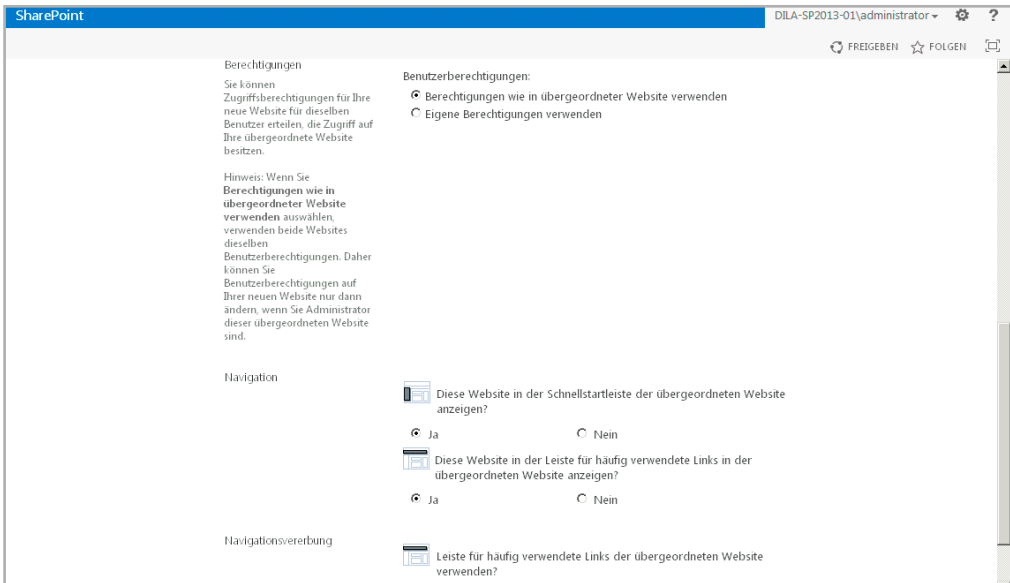 SharePoint
DILA-SP2013-01\administrator
?
FREIGEBEN
FOLGEN
Berechtigungen
Sie können
Zugriffsberechtigungen für Ihre
neue Website für dieselben
Benutzer erteilen, die Zugriff auf
Ihre übergeordnete Website
besitzen.
Hinweis: Wenn Sie
Berechtigungen wie in
übergeordneter Website
verwenden auswählen,
verwenden beide Websites
dieselben
Benutzerberechtigungen. Daher
können Sie
Benutzerberechtigungen auf
Ihrer neuen Website nur dann
ändern, wenn Sie Administrator
dieser übergeordneten Website
sind.
Benutzerberechtigungen:
Berechtigungen wie in übergeordneter Website verwenden
Eigene Berechtigungen verwenden
Navigation
Diese Website in der Schnellstartleiste der übergeordneten Website
anzeigen?
Ja
Nein
Diese Website in der Leiste für häufig verwendete Links in der
übergeordneten Website anzeigen?
Ja
Nein
Navigationsvererbung
Leiste für häufig verwendete Links der übergeordneten Website
verwenden?